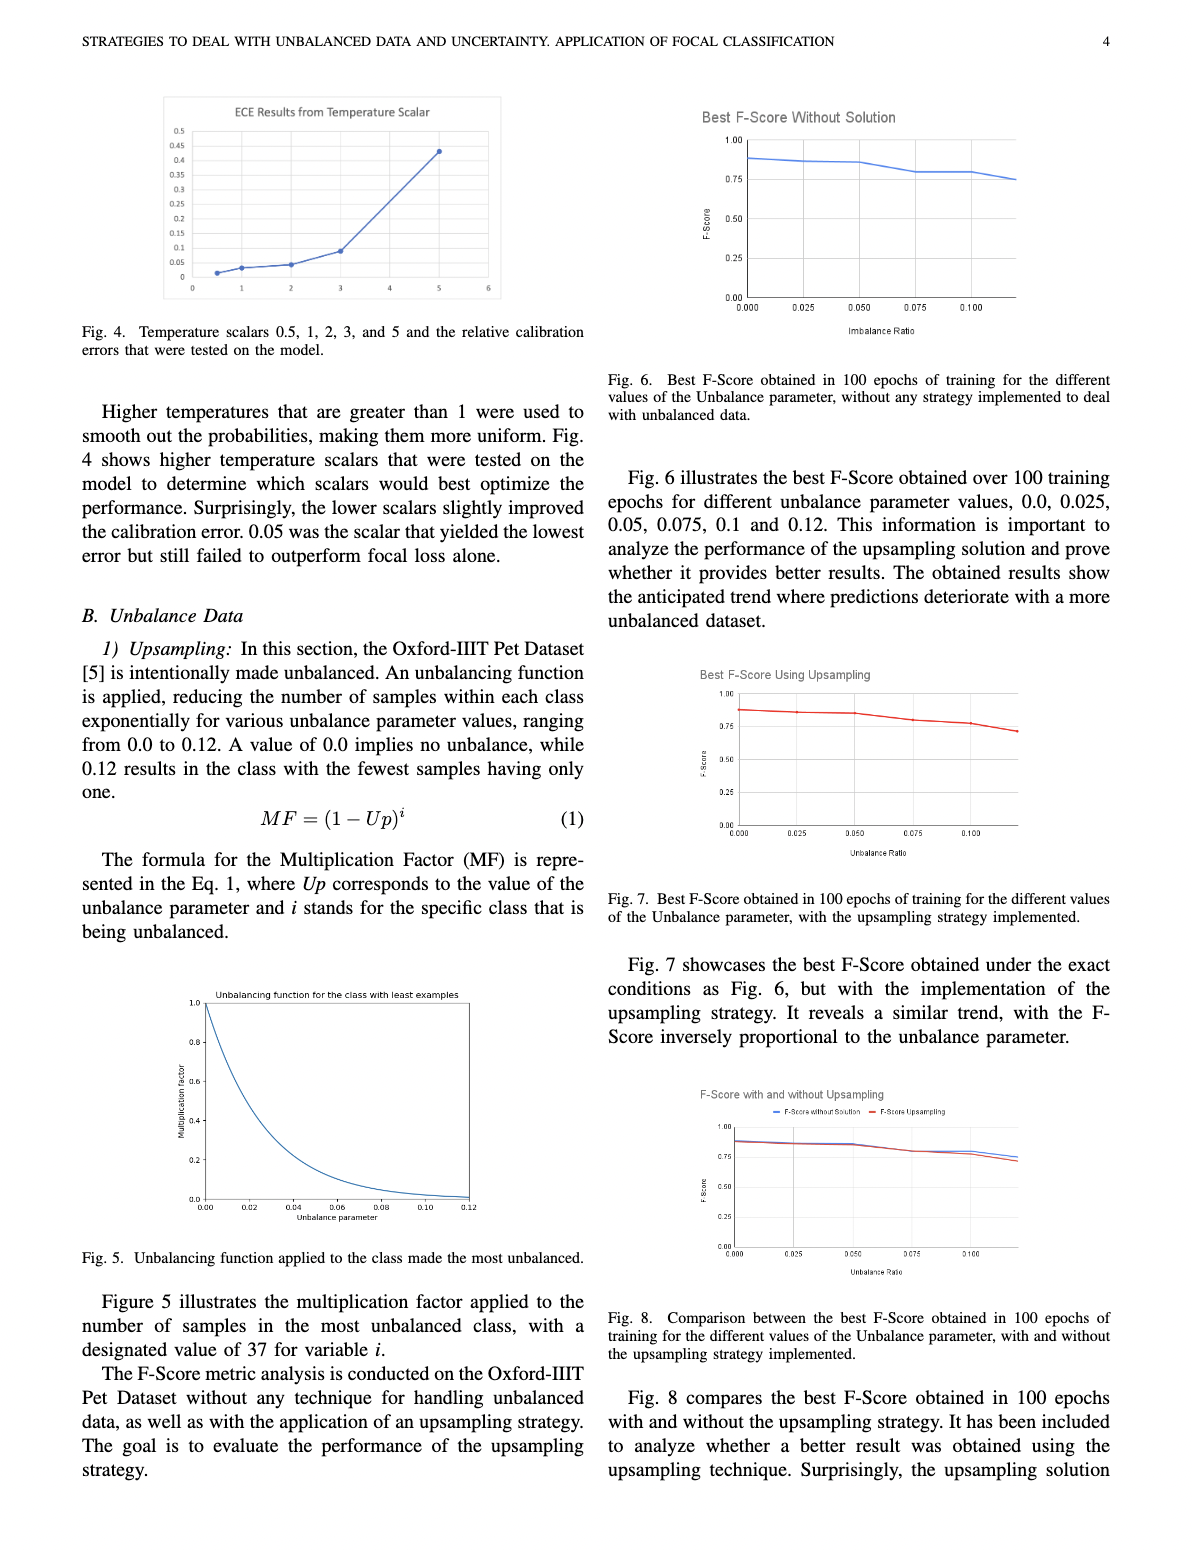 STRATEGIES TO DEAL WITH UNBALANCED DATA AND UNCERTAINTY. APPLICATION OF FOCAL CLASSIFICATION
4
ECE Results from Temperature Scalar
0.5
0.45
0.4
0.35
0.3
0.25
0.2
0.15
0.1
0.05
0
0 1 2 3 4 5 6
Fig. 4. Temperature scalars 0.5, 1, 2, 3, and 5 and the relative calibration
errors that were tested on the model.
Higher temperatures that are greater than 1 were used to
smooth out the probabilities, making them more uniform. Fig.
4 shows higher temperature scalars that were tested on the
model to determine which scalars would best optimize the
performance. Surprisingly, the lower scalars slightly improved
the calibration error. 0.05 was the scalar that yielded the lowest
error but still failed to outperform focal loss alone.
B. Unbalance Data
1) Upsampling: In this section, the Oxford-IIIT Pet Dataset
[5] is intentionally made unbalanced. An unbalancing function
is applied, reducing the number of samples within each class
exponentially for various unbalance parameter values, ranging
from 0.0 to 0.12. A value of 0.0 implies no unbalance, while
0.12 results in the class with the fewest samples having only
one.
MF = (1 − Up)^i (1)
The formula for the Multiplication Factor (MF) is repre-
sented in the Eq. 1, where Up corresponds to the value of the
unbalance parameter and i stands for the specific class that is
being unbalanced.
Unbalancing function for the class with least examples
Multiplication factor
1.0
0.8
0.6
0.4
0.2
0.0
0.00 0.02 0.04 0.06 0.08 0.10 0.12
Unbalance parameter
Fig. 5. Unbalancing function applied to the class made the most unbalanced.
Figure 5 illustrates the multiplication factor applied to the
number of samples in the most unbalanced class, with a
designated value of 37 for variable i.
The F-Score metric analysis is conducted on the Oxford-IIIT
Pet Dataset without any technique for handling unbalanced
data, as well as with the application of an upsampling strategy.
The goal is to evaluate the performance of the upsampling
strategy.
Best F-Score Without Solution
F-Score
1.00
0.75
0.50
0.25
0.00
0.000 0.025 0.050 0.075 0.100
Imbalance Ratio
Fig. 6. Best F-Score obtained in 100 epochs of training for the different
values of the Unbalance parameter, without any strategy implemented to deal
with unbalanced data.
Fig. 6 illustrates the best F-Score obtained over 100 training
epochs for different unbalance parameter values, 0.0, 0.025,
0.05, 0.075, 0.1 and 0.12. This information is important to
analyze the performance of the upsampling solution and prove
whether it provides better results. The obtained results show
the anticipated trend where predictions deteriorate with a more
unbalanced dataset.
Best F-Score Using Upsampling
F-Score
1.00
0.75
0.50
0.25
0.00
0.000 0.025 0.050 0.075 0.100
Unbalance Ratio
Fig. 7. Best F-Score obtained in 100 epochs of training for the different values
of the Unbalance parameter, with the upsampling strategy implemented.
Fig. 7 showcases the best F-Score obtained under the exact
conditions as Fig. 6, but with the implementation of the
upsampling strategy. It reveals a similar trend, with the F-
Score inversely proportional to the unbalance parameter.
F-Score with and without Upsampling
F-Score without Solution F-Score Upsampling
F-Score
1.00
0.75
0.50
0.25
0.00
0.000 0.025 0.050 0.075 0.100
Unbalance Ratio
Fig. 8. Comparison between the best F-Score obtained in 100 epochs of
training for the different values of the Unbalance parameter, with and without
the upsampling strategy implemented.
Fig. 8 compares the best F-Score obtained in 100 epochs
with and without the upsampling strategy. It has been included
to analyze whether a better result was obtained using the
upsampling technique. Surprisingly, the upsampling solution